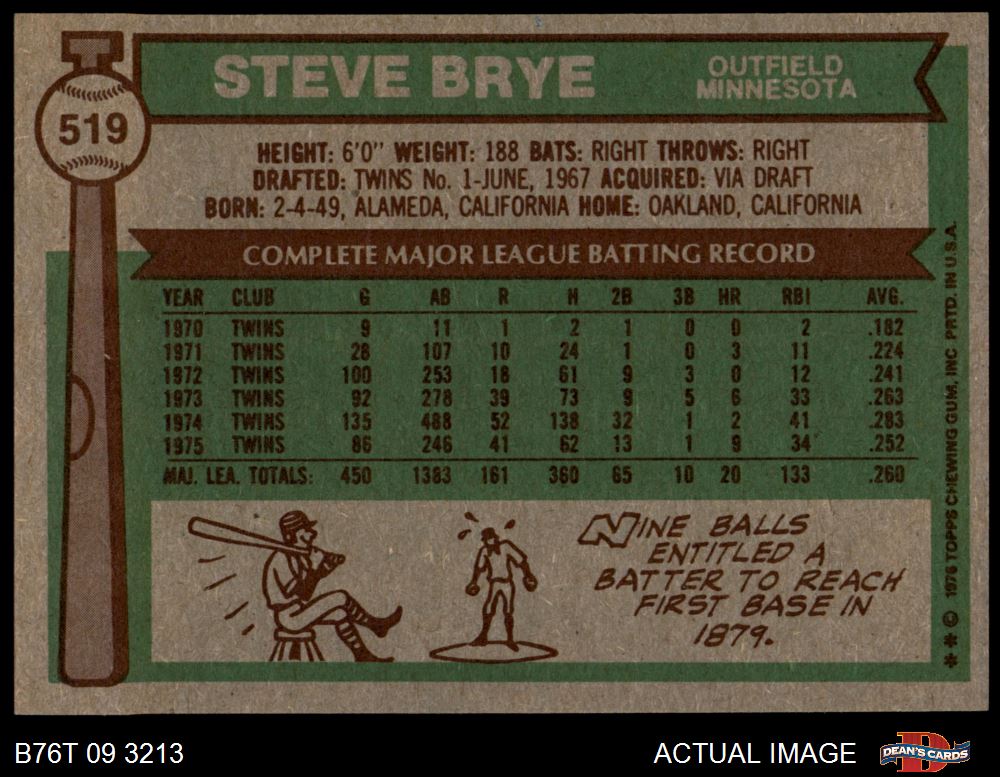 519
STEVE BRYE
OUTFIELD
MINNESOTA
HEIGHT: 6'0" WEIGHT: 188 BATS: RIGHT THROWS: RIGHT
DRAFTED: TWINS No. 1-JUNE, 1967 ACQUIRED: VIA DRAFT
BORN: 2-4-49, ALAMEDA, CALIFORNIA HOME: OAKLAND, CALIFORNIA
COMPLETE MAJOR LEAGUE BATTING RECORD
YEAR CLUB G AB R H 2B 3B HR RBI AVG.
1970 TWINS 9 11 1 2 1 0 0 2 .182
1971 TWINS 28 107 10 24 1 0 3 11 .224
1972 TWINS 100 253 18 61 9 3 0 12 .241
1973 TWINS 92 278 39 73 9 5 6 33 .263
1974 TWINS 135 488 52 138 32 1 2 41 .283
1975 TWINS 86 246 41 62 13 1 9 34 .252
MAJ. LEA. TOTALS: 450 1383 161 360 65 10 20 133 .260
NINE BALLS
ENTITLED A
BATTER TO REACH
FIRST BASE IN
1879.
* * © 1976 TOPPS CHEWING GUM, INC PRTD. IN U.S.A.
B76T 09 3213
ACTUAL IMAGE
D
DEAN'S CARDS